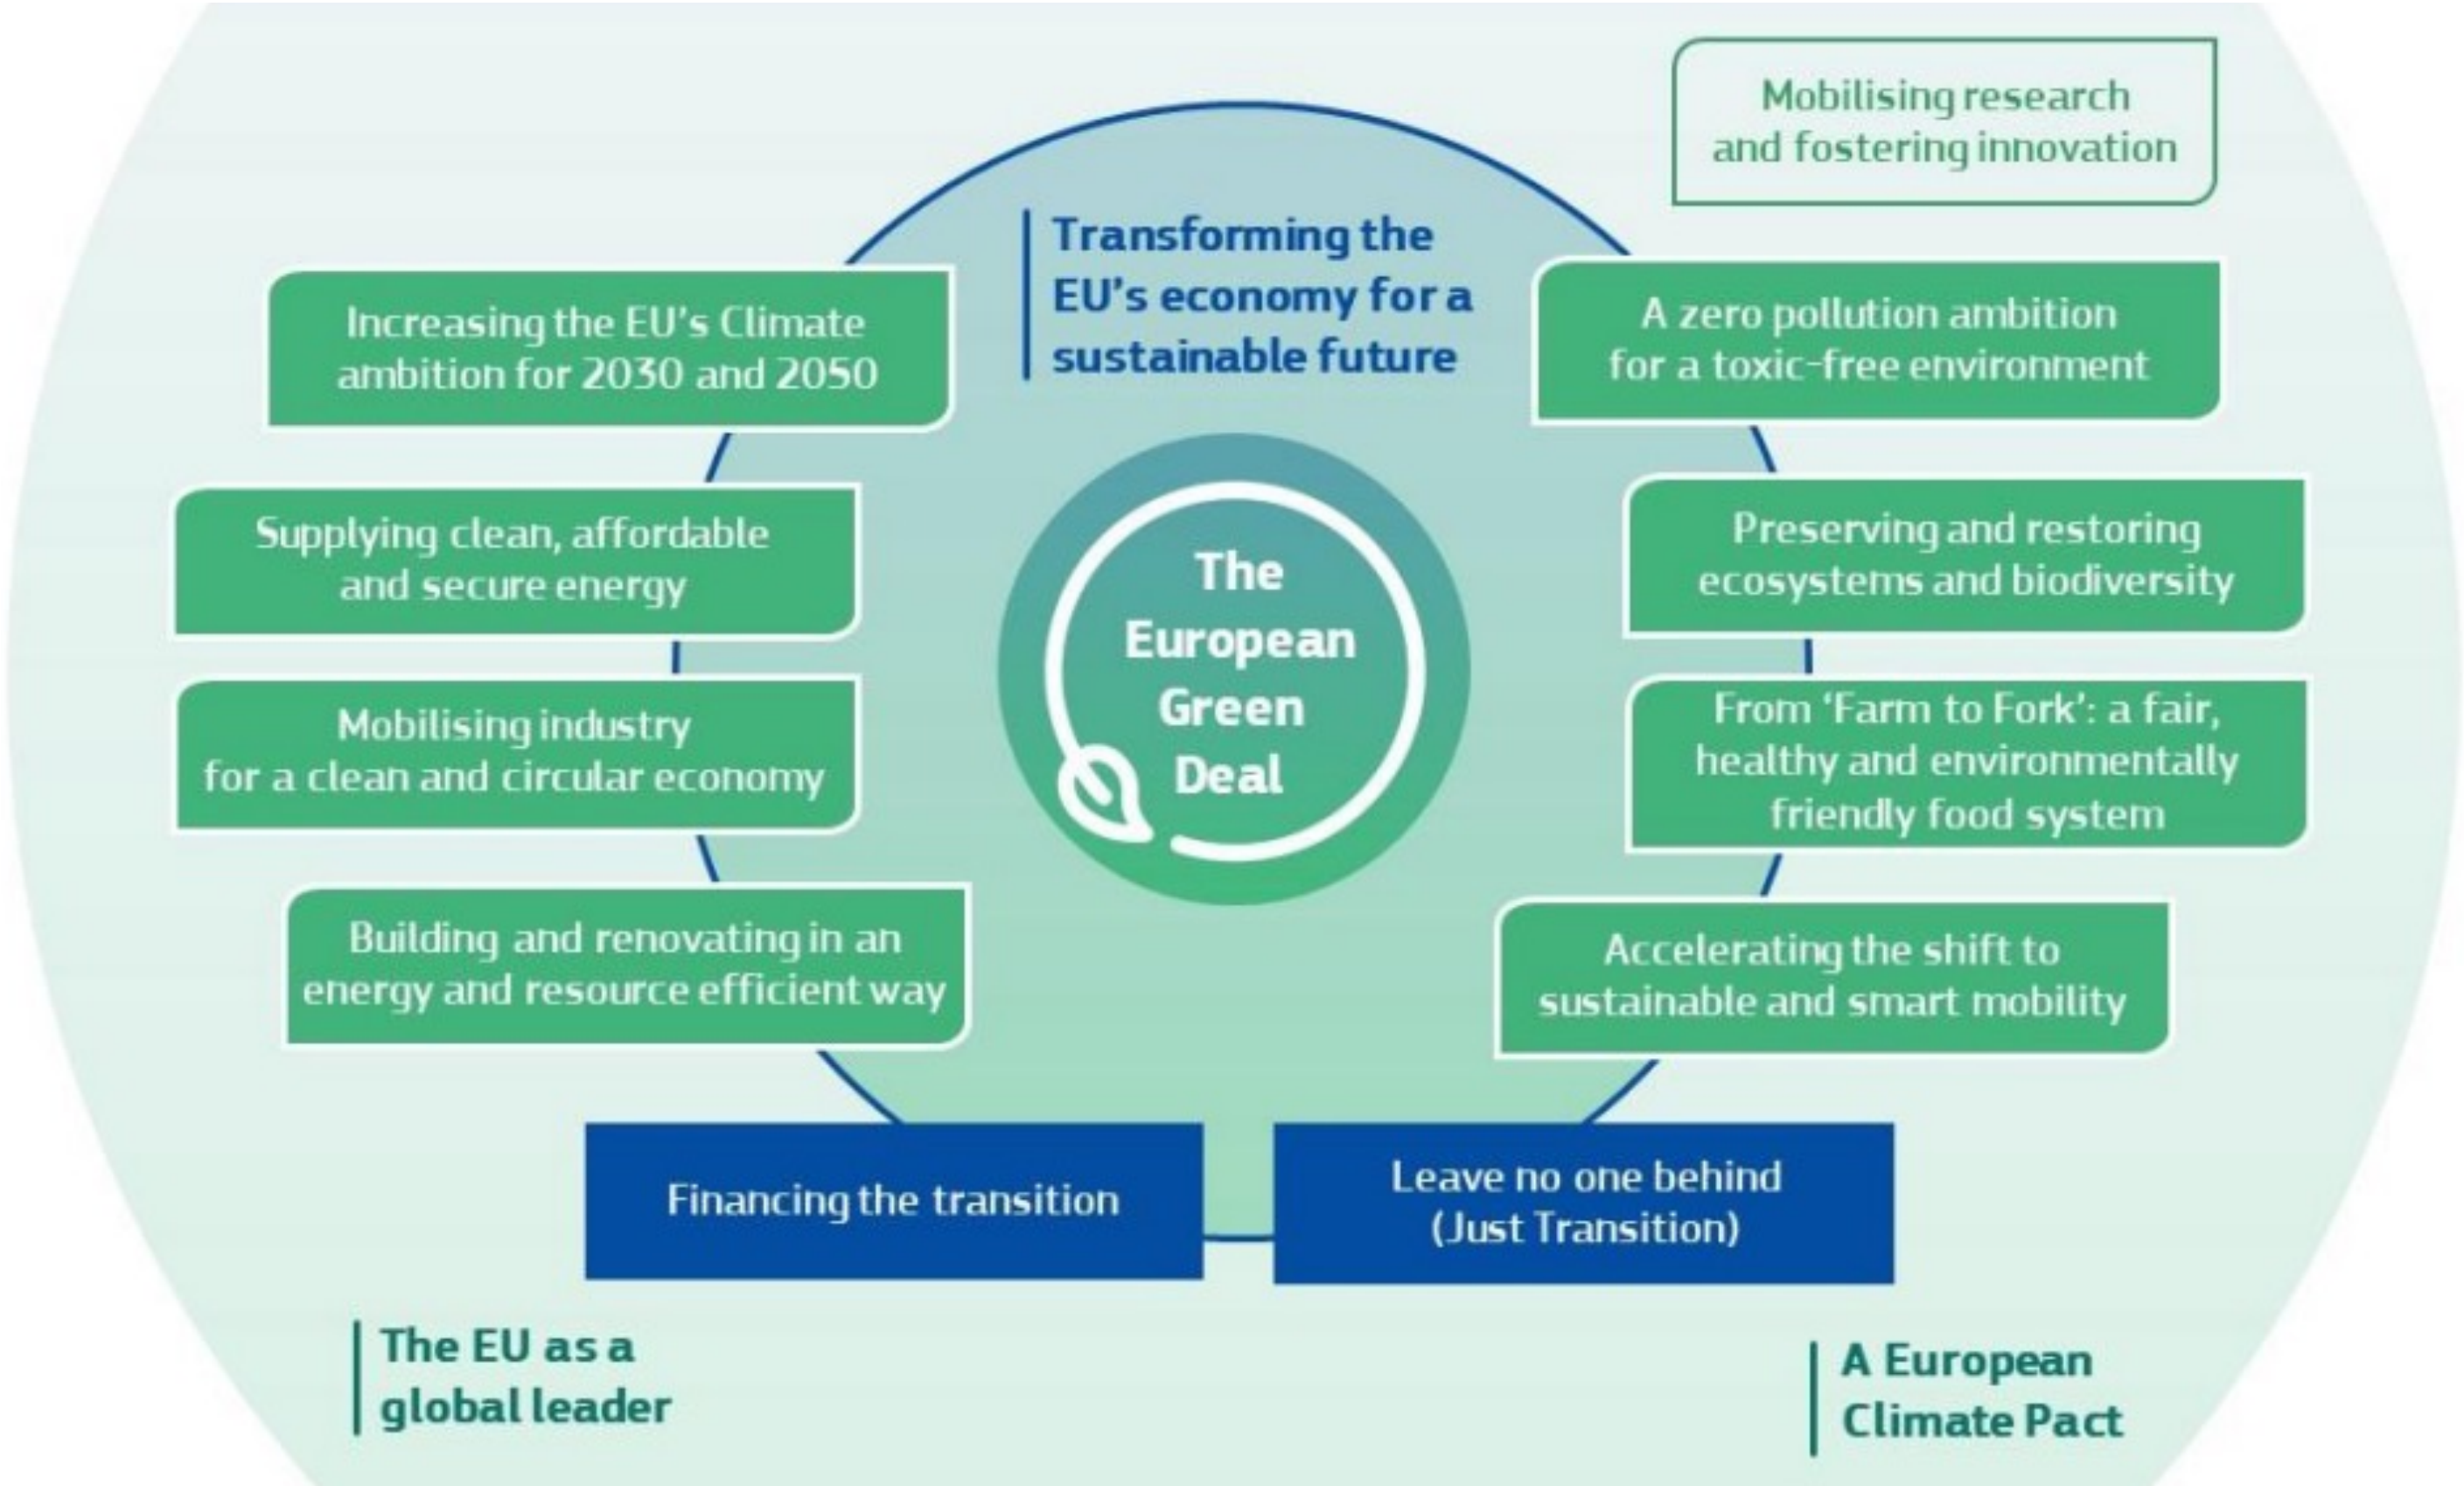 Mobilising research
and fostering innovation
Transforming the
EU's economy for a
sustainable future
Increasing the EU's Climate
ambition for 2030 and 2050
A zero pollution ambition
for a toxic-free environment
Supplying clean, affordable
and secure energy
Preserving and restoring
ecosystems and biodiversity
The
European
Green
Deal
Mobilising industry
for a clean and circular economy
From ‘Farm to Fork’: a fair,
healthy and environmentally
friendly food system
Building and renovating in an
energy and resource efficient way
Accelerating the shift to
sustainable and smart mobility
Financing the transition
Leave no one behind
(Just Transition)
The EU as a
global leader
A European
Climate Pact